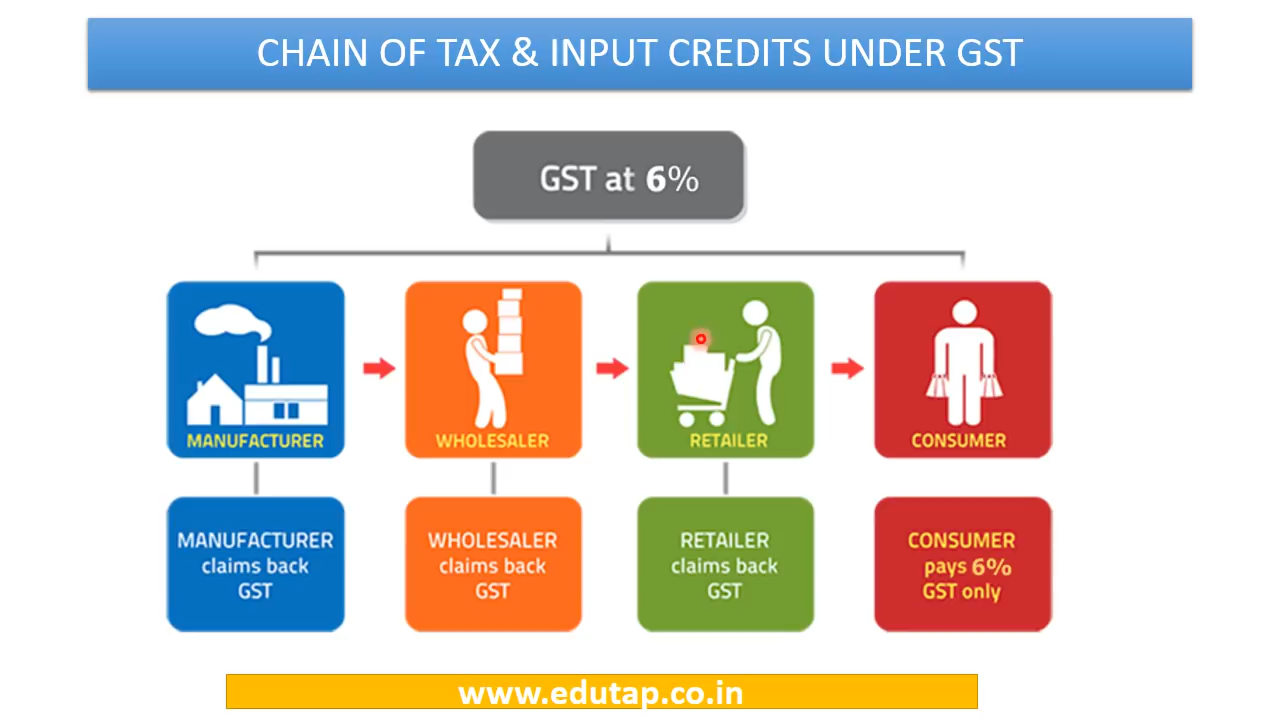 CHAIN OF TAX & INPUT CREDITS UNDER GST
GST at 6%
MANUFACTURER
WHOLESALER
RETAILER
CONSUMER
MANUFACTURER
claims back
GST
WHOLESALER
claims back
GST
RETAILER
claims back
GST
CONSUMER
pays 6%
GST only
www.edutap.co.in